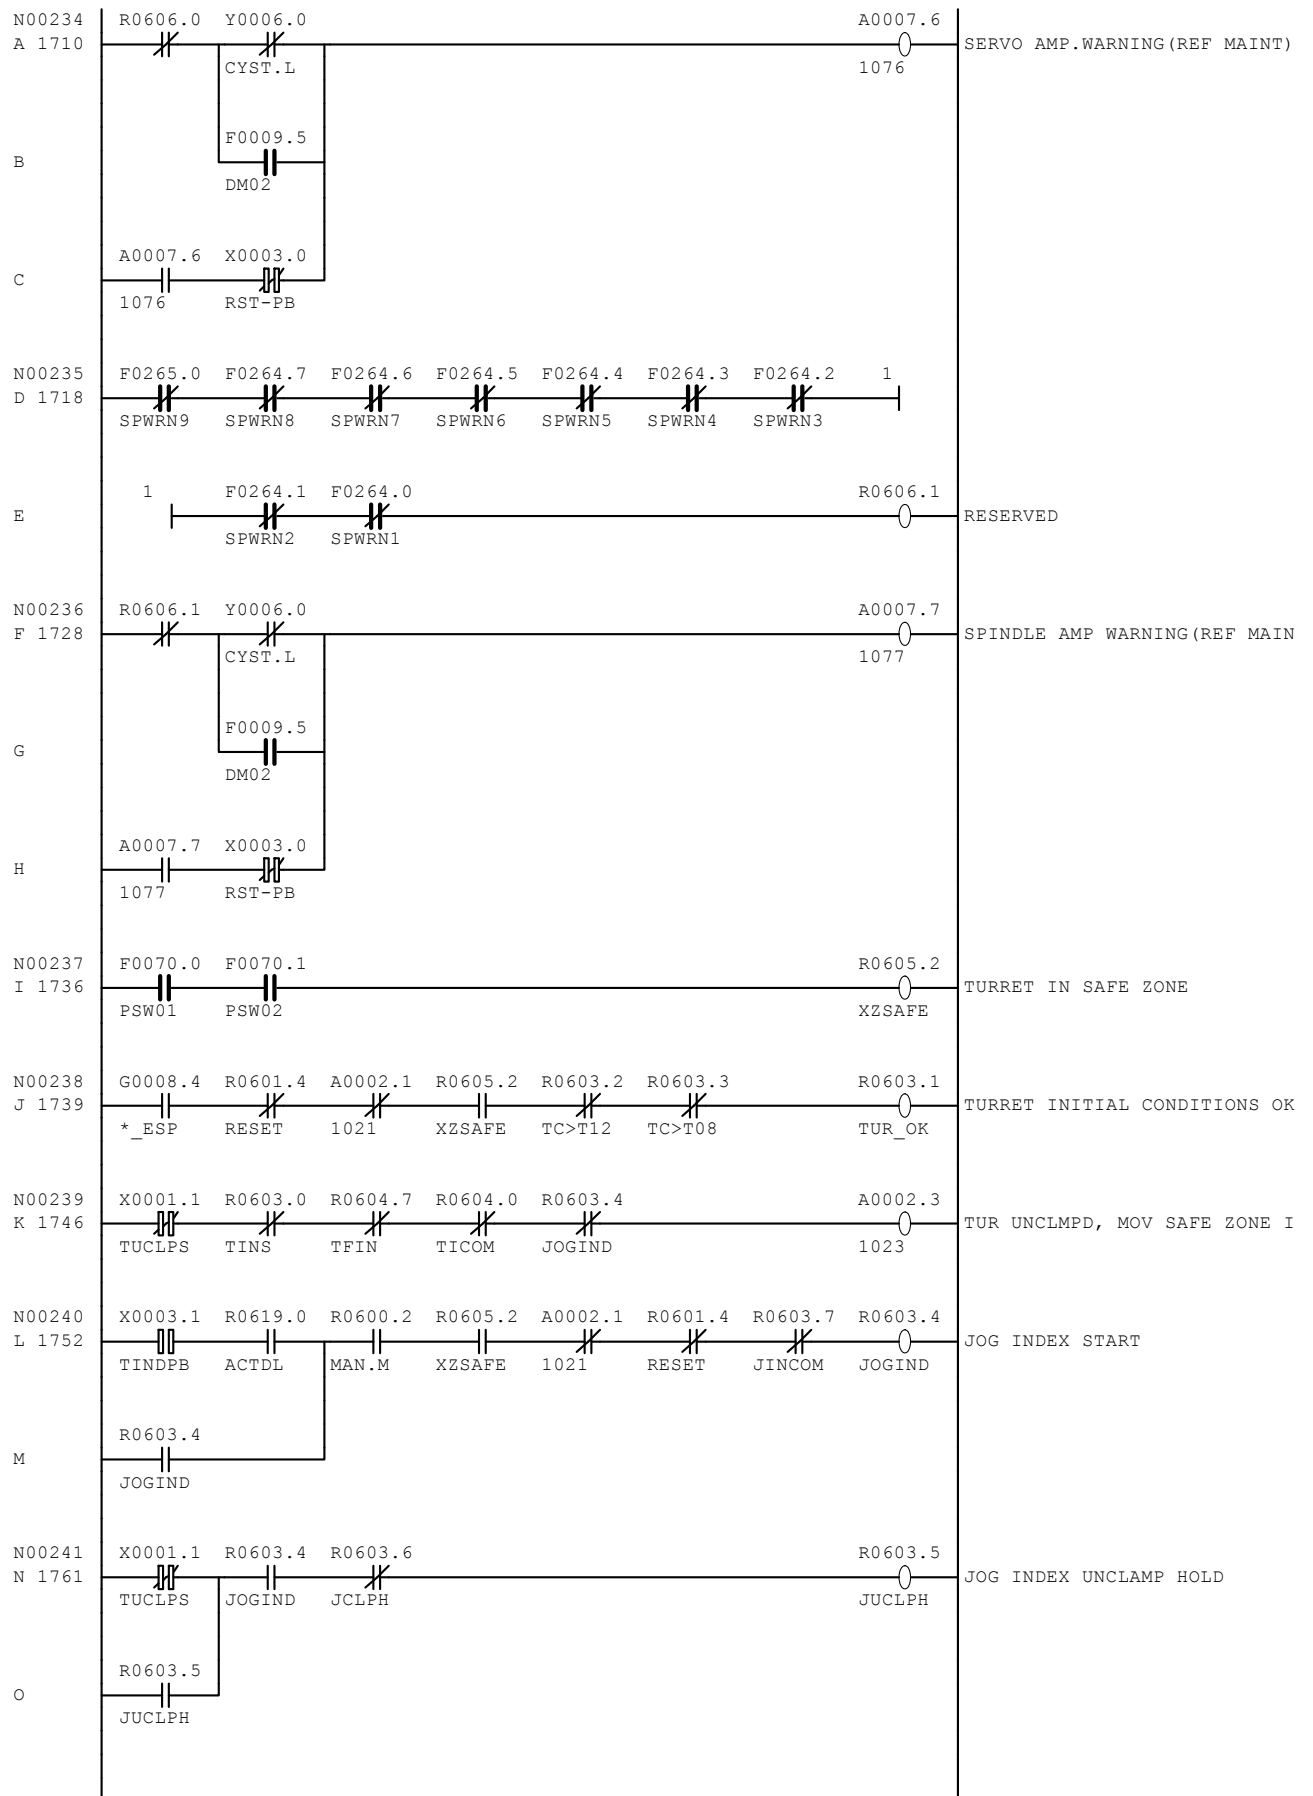 N00234 R0606.0 Y0006.0 A0007.6
A 1710 SERVO AMP.WARNING(REF MAINT)
CYST.L 1076
F0009.5
B
DM02
A0007.6 X0003.0
C
1076 RST-PB
N00235 F0265.0 F0264.7 F0264.6 F0264.5 F0264.4 F0264.3 F0264.2 1
D 1718
SPWRN9 SPWRN8 SPWRN7 SPWRN6 SPWRN5 SPWRN4 SPWRN3
1 F0264.1 F0264.0 R0606.1
E RESERVED
SPWRN2 SPWRN1
N00236 R0606.1 Y0006.0 A0007.7
F 1728 SPINDLE AMP WARNING(REF MAIN
CYST.L 1077
F0009.5
G
DM02
A0007.7 X0003.0
H
1077 RST-PB
N00237 F0070.0 F0070.1 R0605.2
I 1736 TURRET IN SAFE ZONE
PSW01 PSW02 XZSAFE
N00238 G0008.4 R0601.4 A0002.1 R0605.2 R0603.2 R0603.3 R0603.1
J 1739 TURRET INITIAL CONDITIONS OK
*_ESP RESET 1021 XZSAFE TC>T12 TC>T08 TUR_OK
N00239 X0001.1 R0603.0 R0604.7 R0604.0 R0603.4 A0002.3
K 1746 TUR UNCLMPD, MOV SAFE ZONE I
TUCLPS TINS TFIN TICOM JOGIND 1023
N00240 X0003.1 R0619.0 R0600.2 R0605.2 A0002.1 R0601.4 R0603.7 R0603.4
L 1752 JOG INDEX START
TINDPB ACTDL MAN.M XZSAFE 1021 RESET JINCOM JOGIND
R0603.4
M
JOGIND
N00241 X0001.1 R0603.4 R0603.6 R0603.5
N 1761 JOG INDEX UNCLAMP HOLD
TUCLPS JOGIND JCLPH JUCLPH
R0603.5
O
JUCLPH